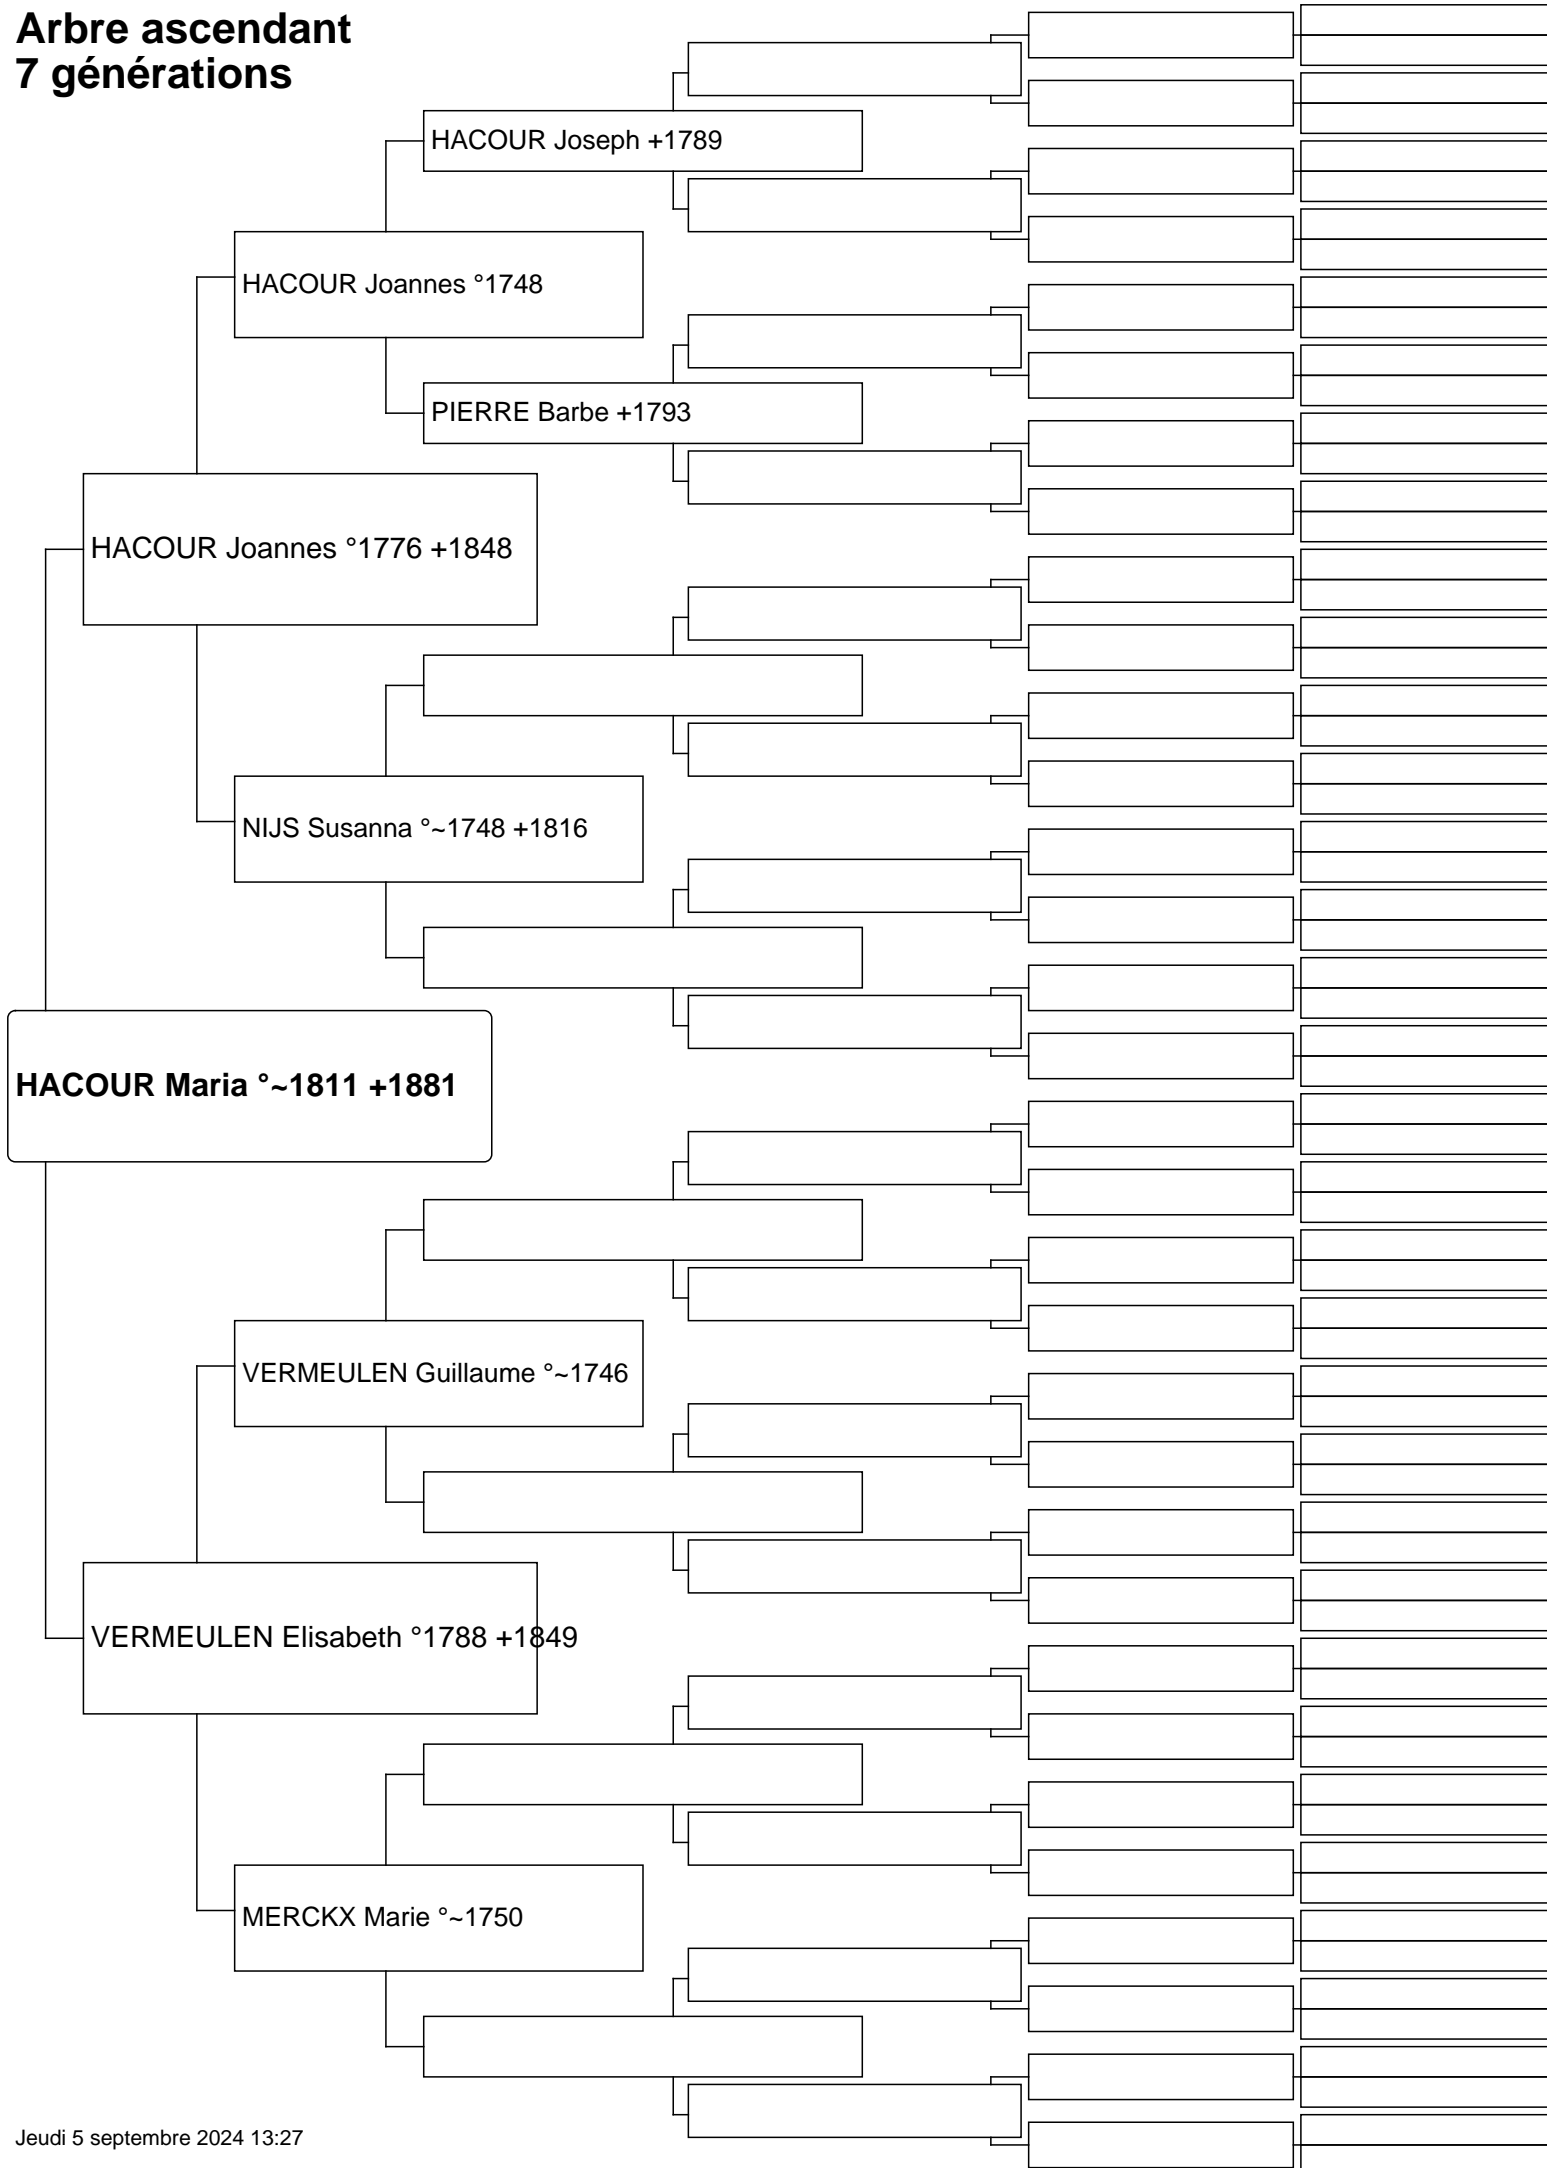 Arbre ascendant
7 générations
HACOUR Joseph +1789
HACOUR Joannes °1748
PIERRE Barbe +1793
HACOUR Joannes °1776 +1848
NIJS Susanna °~1748 +1816
HACOUR Maria °~1811 +1881
VERMEULEN Guillaume °~1746
VERMEULEN Elisabeth °1788 +1849
MERCKX Marie °~1750
Jeudi 5 septembre 2024 13:27